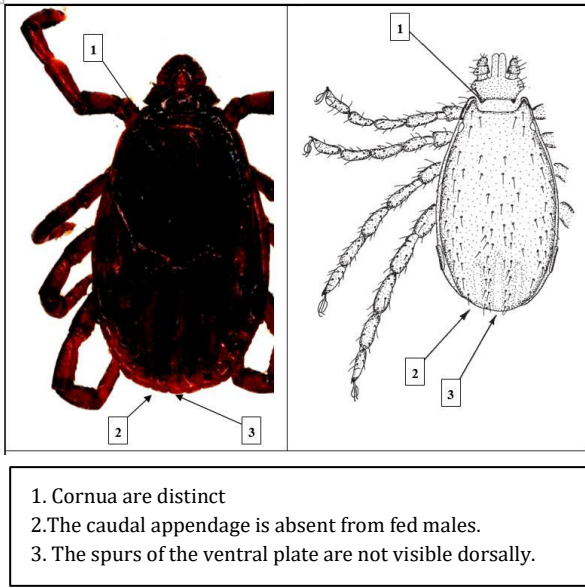 1
1
2
3
2
3
1. Cornua are distinct
2.The caudal appendage is absent from fed males.
3. The spurs of the ventral plate are not visible dorsally.